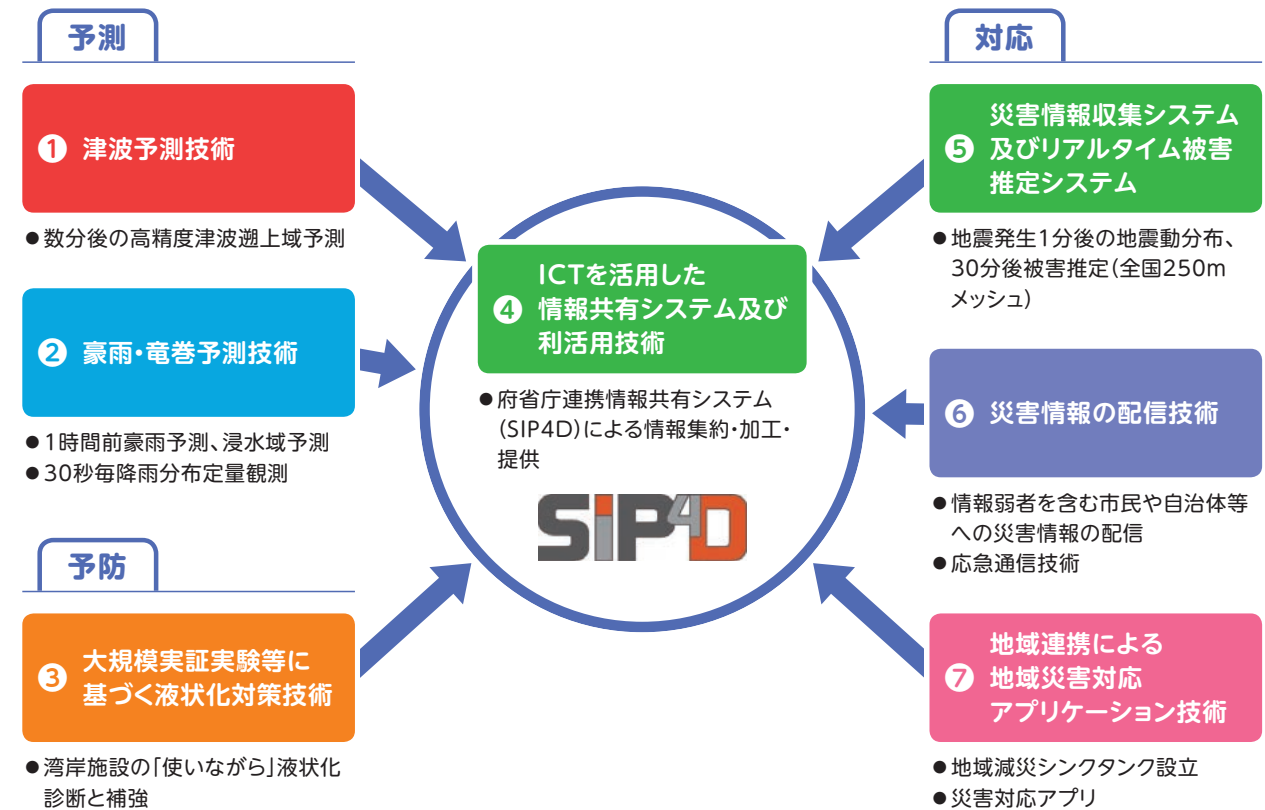 予測
❶ 津波予測技術
●数分後の高精度津波遡上域予測
❷ 豪雨・竜巻予測技術
●1時間前豪雨予測、浸水域予測
●30秒毎降雨分布定量観測
予防
❸ 大規模実証実験等に
基づく液状化対策技術
●湾岸施設の「使いながら」液状化
診断と補強
❹ ICTを活用した
情報共有システム及び
利活用技術
●府省庁連携情報共有システム
(SIP4D)による情報集約・加工・
提供
SIP4D
対応
❺ 災害情報収集システム
及びリアルタイム被害
推定システム
●地震発生1分後の地震動分布、
30分後被害推定(全国250m
メッシュ)
❻ 災害情報の配信技術
●情報弱者を含む市民や自治体等
への災害情報の配信
●応急通信技術
❼ 地域連携による
地域災害対応
アプリケーション技術
●地域減災シンクタンク設立
●災害対応アプリ